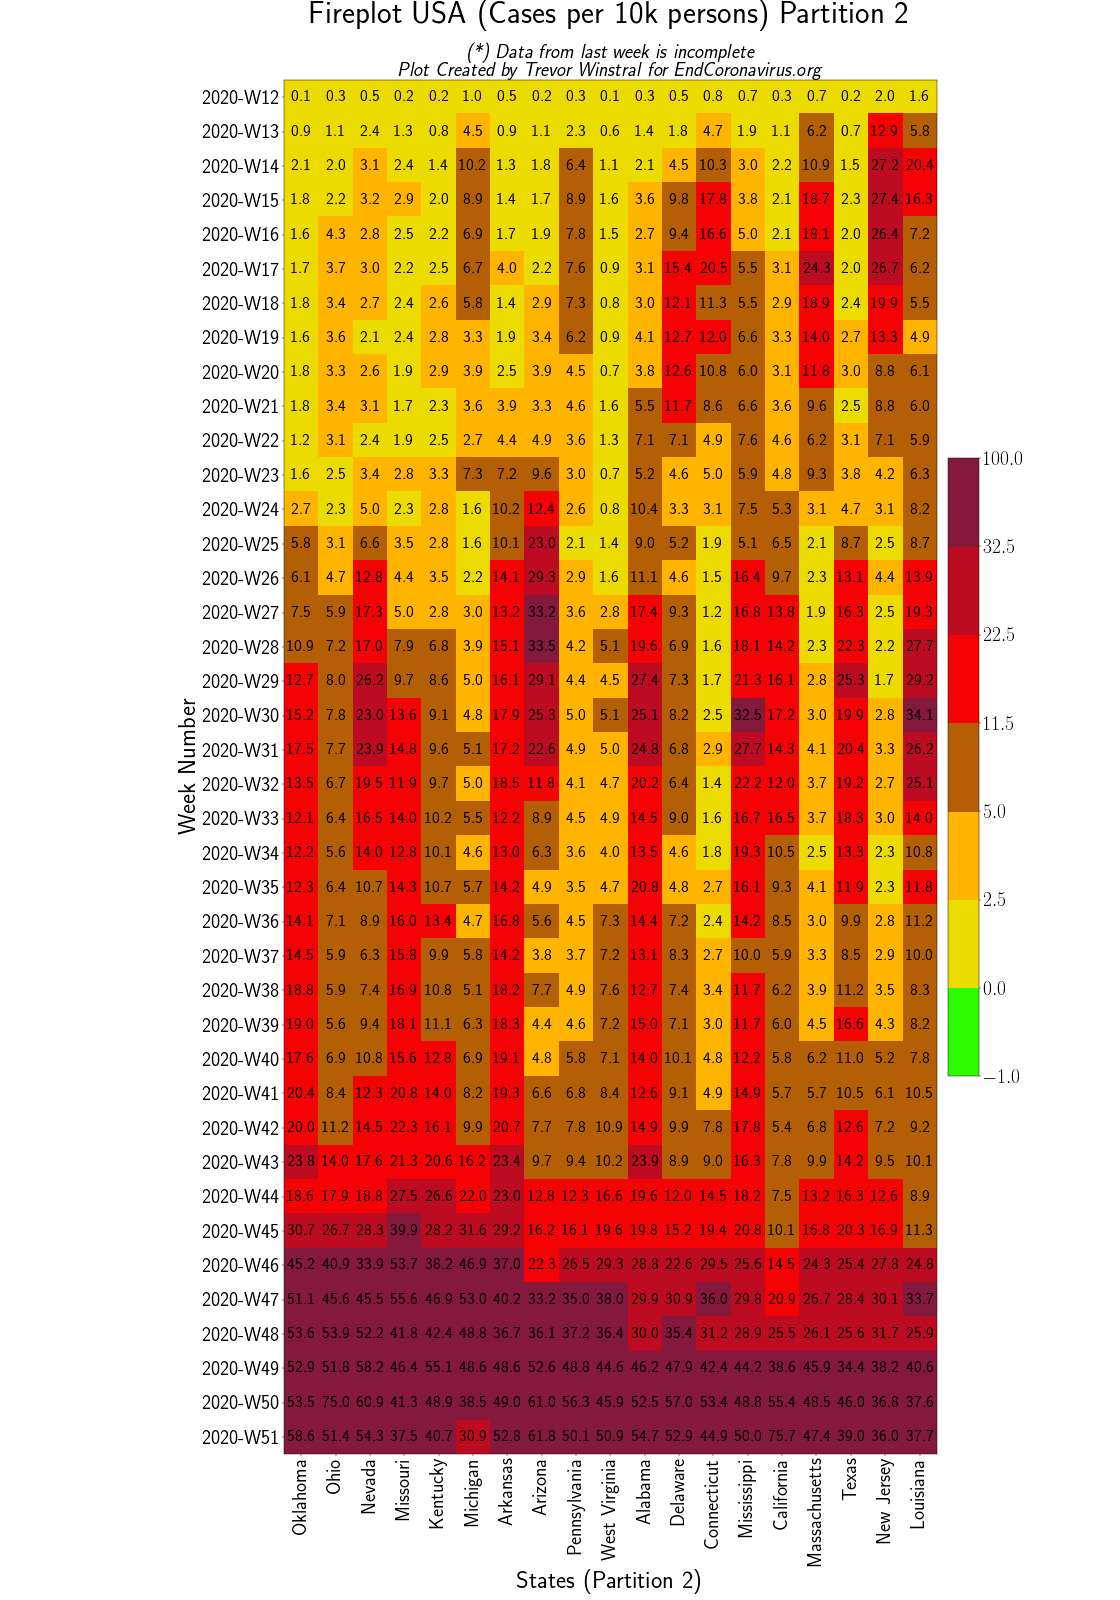 Fireplot USA (Cases per 10k persons) Partition 2
(*) Data from last week is incomplete
Plot Created by Trevor Winstral for EndCoronavirus.org
2020-W12 0.1 0.3 0.5 0.2 0.2 1.0 0.5 0.2 0.3 0.1 0.3 0.5 0.8 0.7 0.3 0.7 0.2 2.0 1.6
2020-W13 0.9 1.1 2.4 1.3 0.8 4.5 0.9 1.1 2.3 0.6 1.4 1.8 4.7 1.9 1.1 6.2 0.7 12.9 5.8
2020-W14 2.1 2.0 3.1 2.4 1.4 10.2 1.3 1.8 6.4 1.1 2.1 4.5 10.3 3.0 2.2 10.9 1.5 27.2 20.4
2020-W15 1.8 2.2 3.2 2.9 2.0 8.9 1.4 1.7 8.9 1.6 3.6 9.8 17.8 3.8 2.1 18.7 2.3 27.4 16.3
2020-W16 1.6 4.3 2.8 2.5 2.2 6.9 1.7 1.9 7.8 1.5 2.7 9.4 16.6 5.0 2.1 18.1 2.0 26.4 7.2
2020-W17 1.7 3.7 3.0 2.2 2.5 6.7 4.0 2.2 7.6 0.9 3.1 15.4 20.5 5.5 3.1 24.3 2.0 26.7 6.2
2020-W18 1.8 3.4 2.7 2.4 2.6 5.8 1.4 2.9 7.3 0.8 3.0 12.1 11.3 5.5 2.9 18.9 2.4 19.9 5.5
2020-W19 1.6 3.6 2.1 2.4 2.8 3.3 1.9 3.4 6.2 0.9 4.1 12.7 12.0 6.6 3.3 14.0 2.7 13.3 4.9
2020-W20 1.8 3.3 2.6 1.9 2.9 3.9 2.5 3.9 4.5 0.7 3.8 12.6 10.8 6.0 3.1 11.8 3.0 8.8 6.1
2020-W21 1.8 3.4 3.1 1.7 2.3 3.6 3.9 3.3 4.6 1.6 5.5 11.7 8.6 6.6 3.6 9.6 2.5 8.8 6.0
2020-W22 1.2 3.1 2.4 1.9 2.5 2.7 4.4 4.9 3.6 1.3 7.1 7.1 4.9 7.6 4.6 6.2 3.1 7.1 5.9
2020-W23 1.6 2.5 3.4 2.8 3.3 7.3 7.2 9.6 3.0 0.7 5.2 4.6 5.0 5.9 4.8 9.3 3.8 4.2 6.3
2020-W24 2.7 2.3 5.0 2.3 2.8 1.6 10.2 12.4 2.6 0.8 10.4 3.3 3.1 7.5 5.3 3.1 4.7 3.1 8.2
2020-W25 5.8 3.1 6.6 3.5 2.8 1.6 10.1 23.0 2.1 1.4 9.0 5.2 1.9 5.1 6.5 2.1 8.7 2.5 8.7
2020-W26 6.1 4.7 12.8 4.4 3.5 2.2 14.1 29.3 2.9 1.6 11.1 4.6 1.5 16.4 9.7 2.3 13.1 4.4 13.9
2020-W27 7.5 5.9 17.3 5.0 2.8 3.0 13.2 33.2 3.6 2.8 17.4 9.3 1.2 16.8 13.8 1.9 16.3 2.5 19.3
2020-W28 10.9 7.2 17.0 7.9 6.8 3.9 15.1 33.5 4.2 5.1 19.6 6.9 1.6 18.1 14.2 2.3 22.3 2.2 27.7
2020-W29 12.7 8.0 26.2 9.7 8.6 5.0 16.1 29.1 4.4 4.5 27.4 7.3 1.7 21.3 16.1 2.8 25.3 1.7 29.2
2020-W30 15.2 7.8 23.0 13.6 9.1 4.8 17.9 25.3 5.0 5.1 25.1 8.2 2.5 32.5 17.2 3.0 19.9 2.8 34.1
2020-W31 17.5 7.7 23.9 14.8 9.6 5.1 17.2 22.6 4.9 5.0 24.8 6.8 2.9 27.7 14.3 4.1 20.4 3.3 26.2
2020-W32 13.5 6.7 19.5 11.9 9.7 5.0 18.5 11.8 4.1 4.7 20.2 6.4 1.4 22.2 12.0 3.7 19.2 2.7 25.1
2020-W33 12.1 6.4 16.5 14.0 10.2 5.5 12.2 8.9 4.5 4.9 14.5 9.0 1.6 16.7 16.5 3.7 18.3 3.0 14.0
2020-W34 12.2 5.6 14.0 12.8 10.1 4.6 13.0 6.3 3.6 4.0 13.5 4.6 1.8 19.3 10.5 2.5 13.3 2.3 10.8
2020-W35 12.3 6.4 10.7 14.3 10.7 5.7 14.2 4.9 3.5 4.7 20.8 4.8 2.7 16.1 9.3 4.1 11.9 2.3 11.8
2020-W36 14.1 7.1 8.9 16.0 13.4 4.7 16.8 5.6 4.5 7.3 14.4 7.2 2.4 14.2 8.5 3.0 9.9 2.8 11.2
2020-W37 14.5 5.9 6.3 15.8 9.9 5.8 14.2 3.8 3.7 7.2 13.1 8.3 2.7 10.0 5.9 3.3 8.5 2.9 10.0
2020-W38 18.8 5.9 7.4 16.9 10.8 5.1 18.2 7.7 4.9 7.6 12.7 7.4 3.4 11.7 6.2 3.9 11.2 3.5 8.3
2020-W39 19.0 5.6 9.4 18.1 11.1 6.3 18.3 4.4 4.6 7.2 15.0 7.1 3.0 11.7 6.0 4.5 16.6 4.3 8.2
2020-W40 17.6 6.9 10.8 15.6 12.8 6.9 19.1 4.8 5.8 7.1 14.0 10.1 4.8 12.2 5.8 6.2 11.0 5.2 7.8
2020-W41 20.4 8.4 12.3 20.8 14.0 8.2 19.3 6.6 6.8 8.4 12.6 9.1 4.9 14.9 5.7 5.7 10.5 6.1 10.5
2020-W42 20.0 11.2 14.5 22.3 16.1 9.9 20.7 7.7 7.8 10.9 14.9 9.9 7.8 17.8 5.4 6.8 12.6 7.2 9.2
2020-W43 23.8 14.0 17.6 21.3 20.6 16.2 23.4 9.7 9.4 10.2 23.9 8.9 9.0 16.3 7.8 9.9 14.2 9.5 10.1
2020-W44 18.6 17.9 18.8 27.5 26.6 22.0 23.0 12.8 12.3 16.6 19.6 12.0 14.5 18.2 7.5 13.2 16.3 12.6 8.9
2020-W45 30.7 26.7 28.3 39.9 28.2 31.6 29.2 16.2 16.1 19.6 19.8 15.2 19.4 20.8 10.1 16.8 20.3 16.9 11.3
2020-W46 45.2 40.9 33.9 53.7 38.2 46.9 37.0 22.3 26.5 29.3 28.8 22.6 29.5 25.6 14.5 24.3 25.4 27.8 24.8
2020-W47 51.1 45.6 45.5 55.6 46.9 53.0 40.2 33.2 35.0 38.0 29.9 30.9 36.0 29.8 20.9 26.7 28.4 30.1 33.7
2020-W48 53.6 53.9 52.2 41.8 42.4 48.8 36.7 36.1 37.2 36.4 30.0 35.4 31.2 28.9 25.5 26.1 25.6 31.7 25.9
2020-W49 52.9 51.8 58.2 46.4 55.1 48.6 48.6 52.6 48.8 44.6 46.2 47.9 42.4 44.2 38.6 45.9 34.4 38.2 40.6
2020-W50 53.5 75.0 60.9 41.3 48.9 38.5 49.0 61.0 56.3 45.9 52.5 57.0 53.4 48.8 55.4 48.5 46.0 36.8 37.6
2020-W51 58.6 51.4 54.3 37.5 40.7 30.9 52.8 61.8 50.1 50.9 54.7 52.9 44.9 50.0 75.7 47.4 39.0 36.0 37.7
Week Number
Oklahoma Ohio Nevada Missouri Kentucky Michigan Arkansas Arizona Pennsylvania West Virginia Alabama Delaware Connecticut Mississippi California Massachusetts Texas New Jersey Louisiana
States (Partition 2)
100.0
32.5
22.5
11.5
5.0
2.5
0.0
−1.0